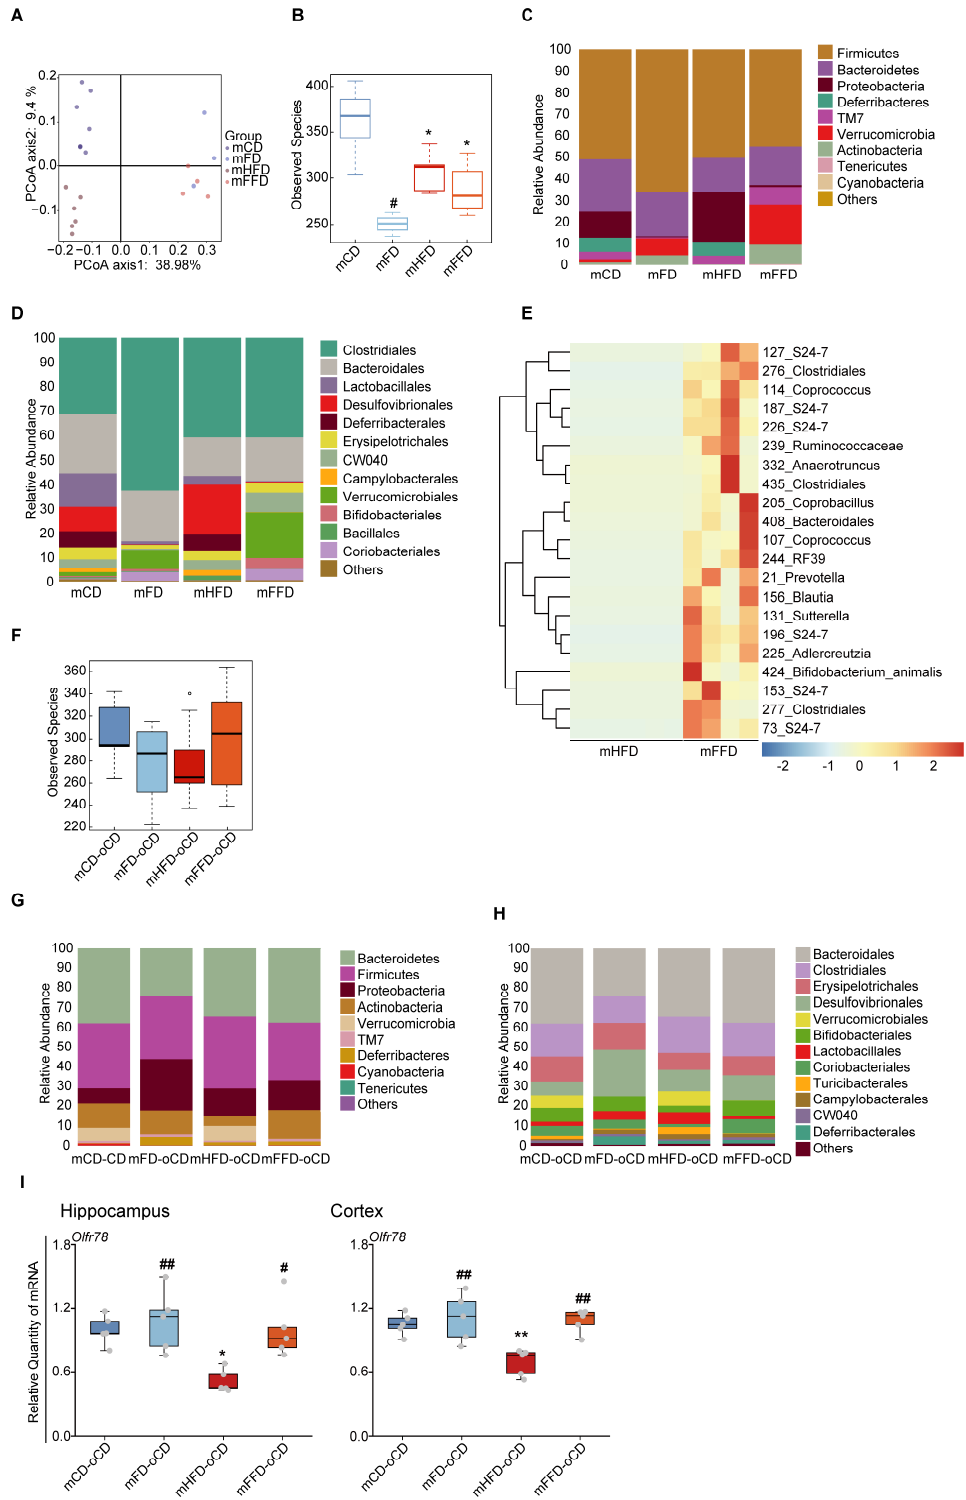 A
0.2
0.1
0.0
−0.1
−0.2
−0.1
0.0
0.1
0.2
0.3
PCoA axis2: 9.4 %
PCoA axis1: 38.98%
Group
mCD
mFD
mHFD
mFFD
B
400
350
300
250
Observed Species
#
*
*
mCD
mFD
mHFD
mFFD
C
100
90
80
70
60
50
40
30
20
10
0
Relative Abundance
mCD
mFD
mHFD
mFFD
Firmicutes
Bacteroidetes
Proteobacteria
Deferribacteres
TM7
Verrucomicrobia
Actinobacteria
Tenericutes
Cyanobacteria
Others
D
100
90
80
70
60
50
40
30
20
10
0
Relative Abundance
mCD
mFD
mHFD
mFFD
Clostridiales
Bacteroidales
Lactobacillales
Desulfovibrionales
Deferribacterales
Erysipelotrichales
CW040
Campylobacterales
Verrucomicrobiales
Bifidobacteriales
Bacillales
Coriobacteriales
Others
E
127_S24-7
276_Clostridiales
114_Coprococcus
187_S24-7
226_S24-7
239_Ruminococcaceae
332_Anaerotruncus
435_Clostridiales
205_Coprobacillus
408_Bacteroidales
107_Coprococcus
244_RF39
21_Prevotella
156_Blautia
131_Sutterella
196_S24-7
225_Adlercreutzia
424_Bifidobacterium_animalis
153_S24-7
277_Clostridiales
73_S24-7
mHFD
mFFD
-2
-1
0
1
2
F
360
340
320
300
280
260
240
220
Observed Species
mCD-oCD
mFD-oCD
mHFD-oCD
mFFD-oCD
G
100
90
80
70
60
50
40
30
20
10
0
Relative Abundance
mCD-CD
mFD-oCD
mHFD-oCD
mFFD-oCD
Bacteroidetes
Firmicutes
Proteobacteria
Actinobacteria
Verrucomicrobia
TM7
Deferribacteres
Cyanobacteria
Tenericutes
Others
H
100
90
80
70
60
50
40
30
20
10
0
Relative Abundance
mCD-oCD
mFD-oCD
mHFD-oCD
mFFD-oCD
Bacteroidales
Clostridiales
Erysipelotrichales
Desulfovibrionales
Verrucomicrobiales
Bifidobacteriales
Lactobacillales
Coriobacterales
Turicibacterales
Campylobacterales
CW040
Deferribacterales
Others
I
Hippocampus
Olfr78
1.8
1.2
0.6
0.0
Relative Quantity of mRNA
##
*
#
mCD-oCD
mFD-oCD
mHFD-oCD
mFFD-oCD
Cortex
Olfr78
1.8
1.2
0.6
0.0
##
**
##
mCD-oCD
mFD-oCD
mHFD-oCD
mFFD-oCD